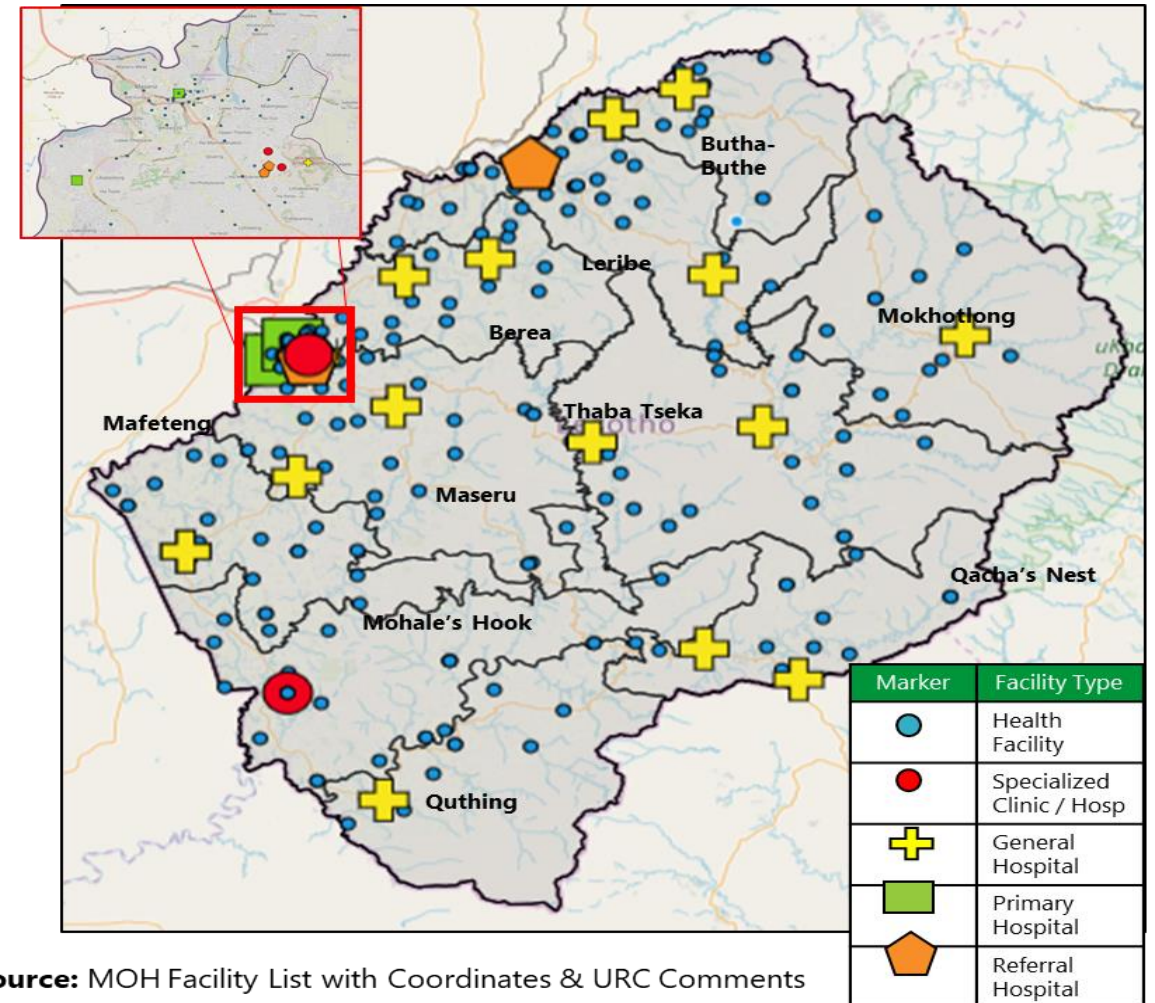 Butha-
Buthe
Leribe
Mokhotlong
Berea
Mafeteng
Thaba Tseka
Maseru
Qacha's Nest
Mohale's Hook
Quthing
Marker Facility Type
Health
Facility
Specialized
Clinic / Hosp
General
Hospital
Primary
Hospital
Referral
Hospital
ource: MOH Facility List with Coordinates & URC Comments